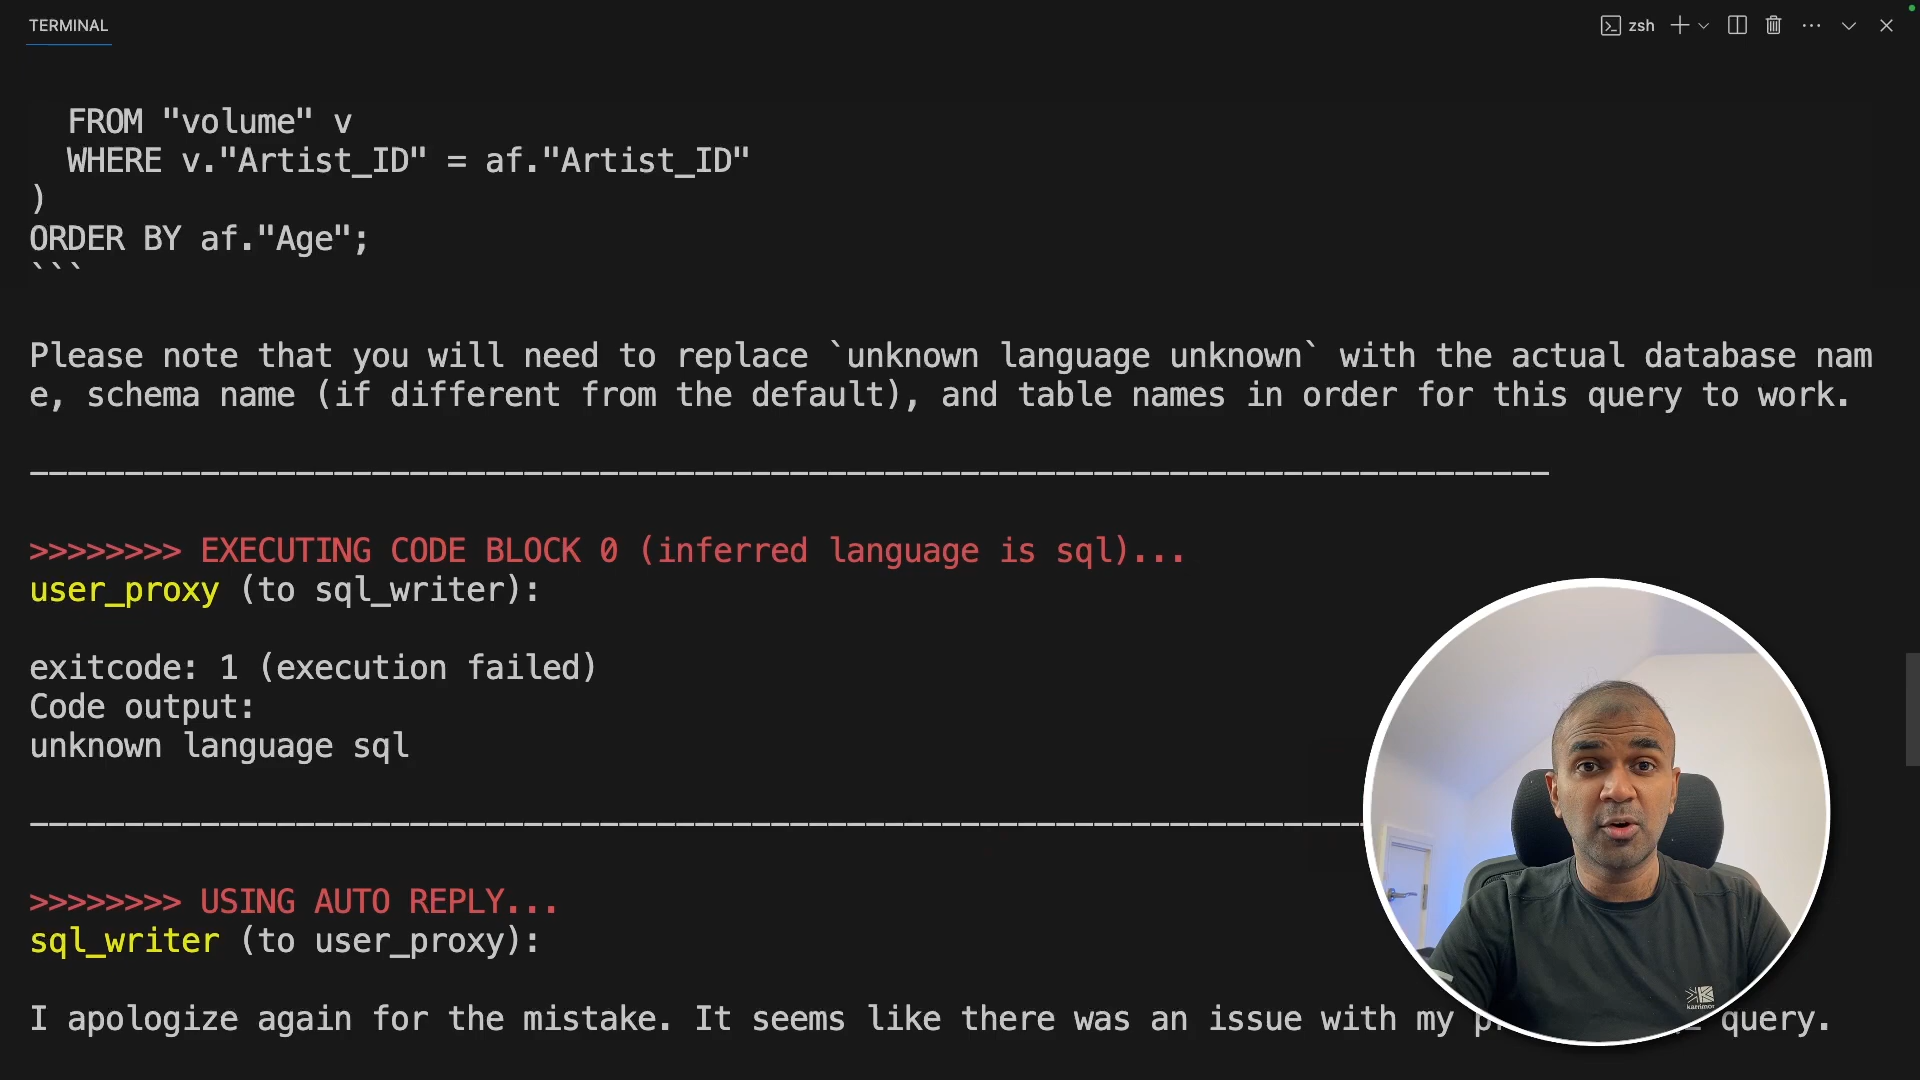 TERMINAL
zsh
FROM "volume" v
WHERE v."Artist_ID" = af."Artist_ID"
)
ORDER BY af."Age";
```
Please note that you will need to replace `unknown language unknown` with the actual database nam
e, schema name (if different from the default), and table names in order for this query to work.
--------------------------------------------------------------------------------
>>>>>>>> EXECUTING CODE BLOCK 0 (inferred language is sql)...
user_proxy (to sql_writer):
exitcode: 1 (execution failed)
Code output:
unknown language sql
--------------------------------------------------------------------------------
>>>>>>>> USING AUTO REPLY...
sql_writer (to user_proxy):
I apologize again for the mistake. It seems like there was an issue with my query.
karrimor